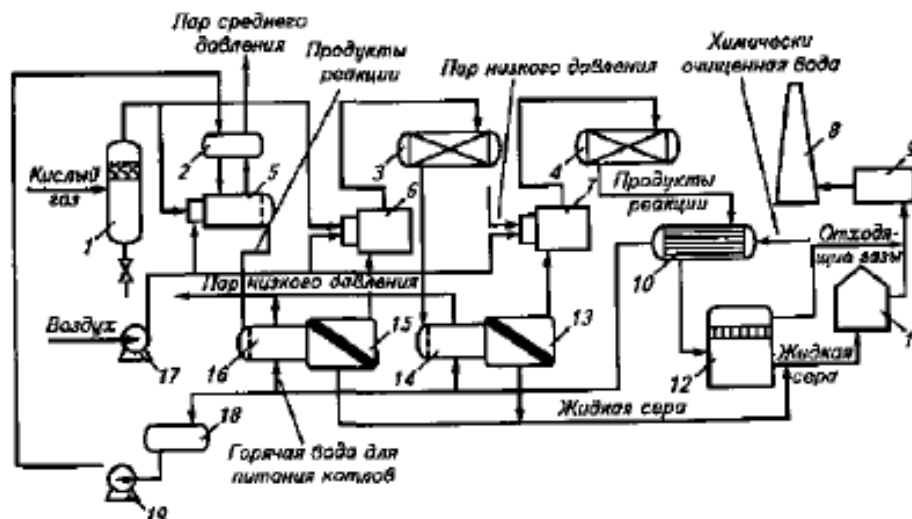 Пар среднего
давления
Продукты
реакции
Пар низкого давления
Химически
очищенная вода
Кислый
газ
1
2
5
3
6
4
7
8
9
Продукты
реакции
10
Отходя-
щие газы
Пар низкого давления
Воздух
17
16
15
14
13
12
Жидкая
сера
Жидкая сера
18
Горячая вода для
питания котлов
19